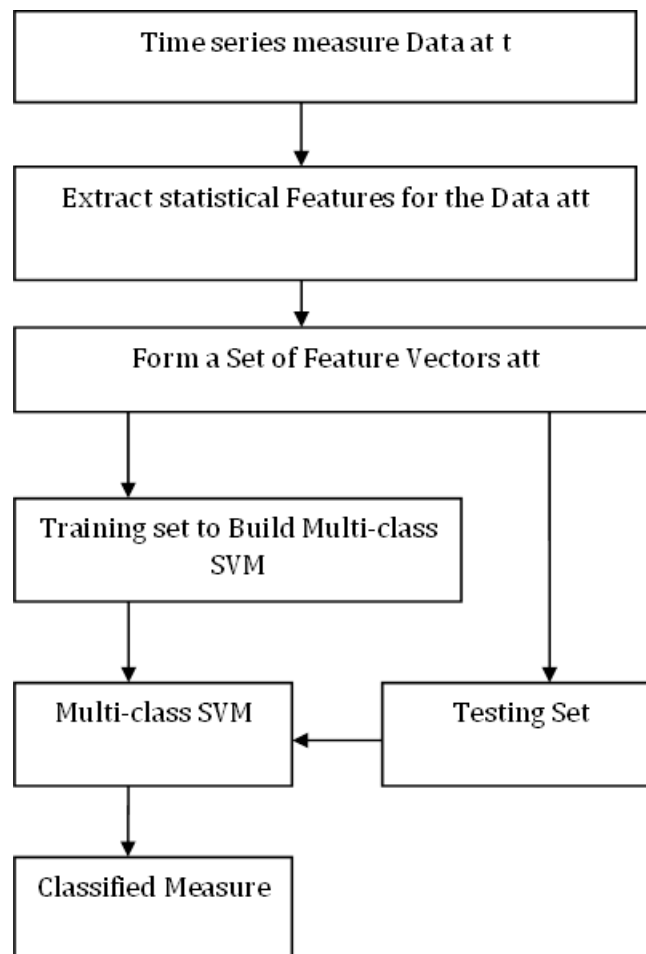 Time series measure Data at t
Extract statistical Features for the Data att
Form a Set of Feature Vectors att
Training set to Build Multi-class
SVM
Multi-class SVM
Testing Set
Classified Measure